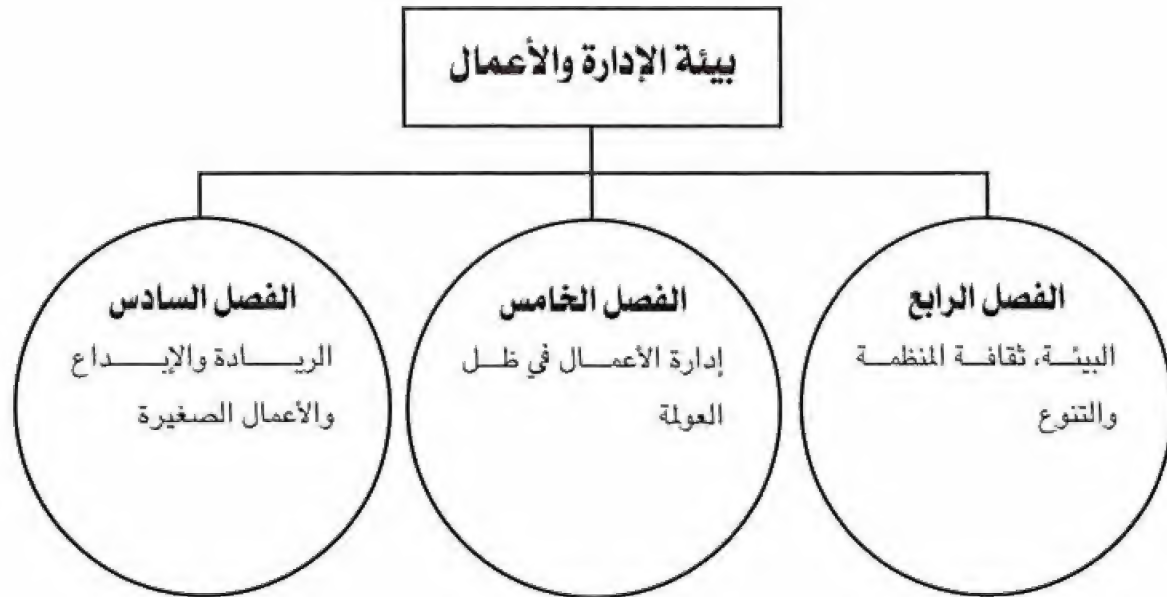 بيئة الإدارة والأعمال
الفصل الرابع
البيئة، ثقافة المنظمة
والتنوع
الفصل الخامس
إدارة الأعمال في ظل
العولمة
الفصل السادس
الريادة والإبداع
والأعمال الصغيرة